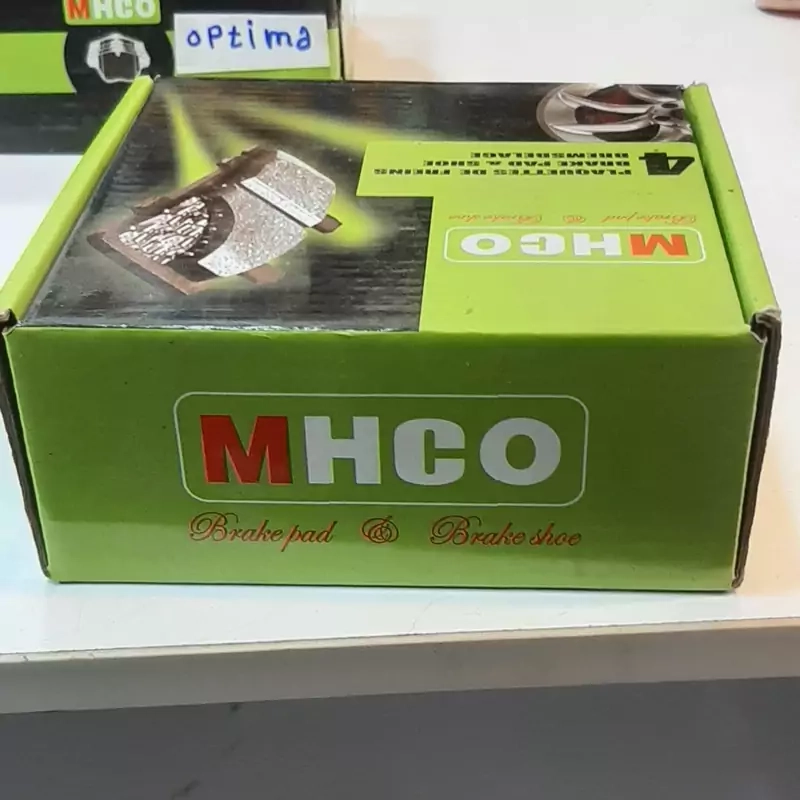 MHCO
optima
4
PLAQUETTES DE FREINS
BRAKE PAD & SHOE
BREMSBELAGE
Brake pad & Brake shoe
MHCO
MHCO
Brake pad & Brake shoe